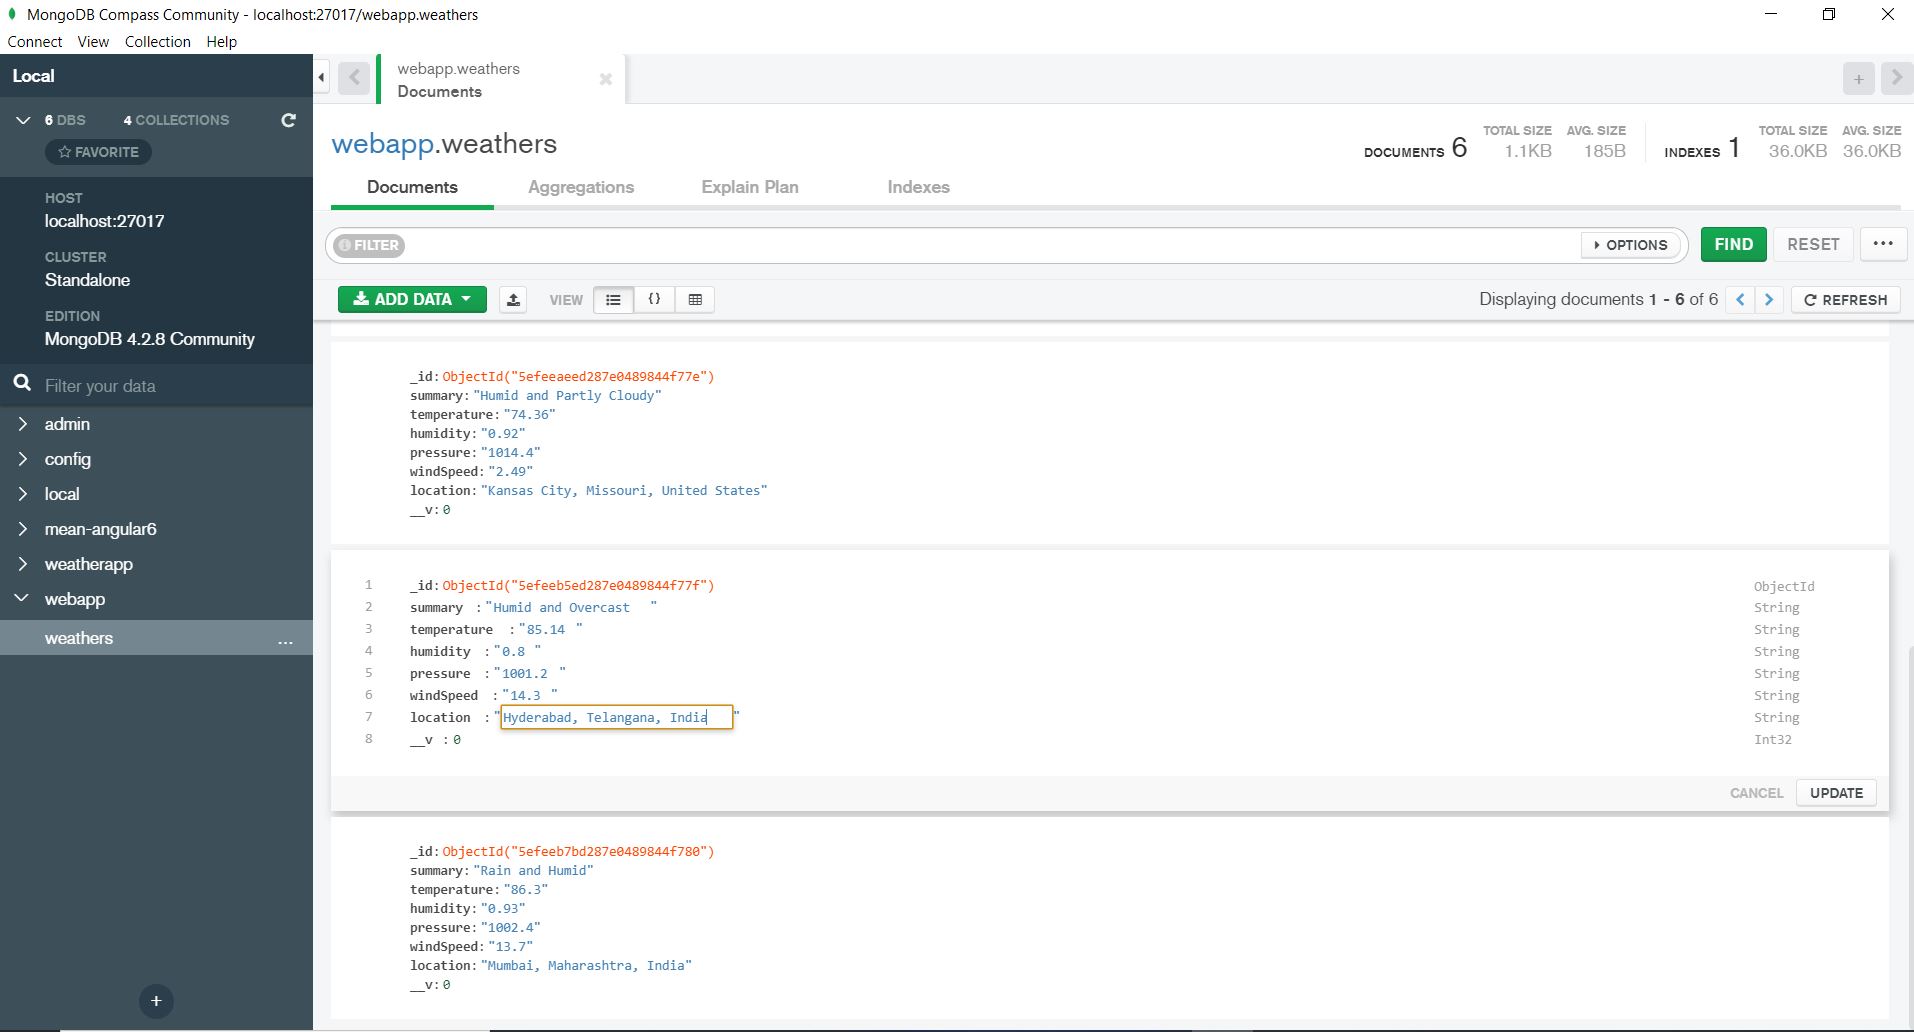 MongoDB Compass Community - localhost:27017/webapp.weathers
Connect View Collection Help
Local
6 DBS 4 COLLECTIONS
FAVORITE
HOST
localhost:27017
CLUSTER
Standalone
EDITION
MongoDB 4.2.8 Community
Filter your data
admin
config
local
mean-angular6
weatherapp
webapp
weathers ...
+
webapp.weathers
Documents
webapp.weathers
DOCUMENTS 6 TOTAL SIZE 1.1KB AVG. SIZE 185B INDEXES 1 TOTAL SIZE 36.0KB AVG. SIZE 36.0KB
Documents Aggregations Explain Plan Indexes
FILTER OPTIONS FIND RESET ...
ADD DATA VIEW {} Displaying documents 1 - 6 of 6 REFRESH
_id: ObjectId("5efeeaeed287e0489844f77e")
summary: "Humid and Partly Cloudy"
temperature: "74.36"
humidity: "0.92"
pressure: "1014.4"
windSpeed: "2.49"
location: "Kansas City, Missouri, United States"
__v: 0
1 _id: ObjectId("5efeeb5ed287e0489844f77f") ObjectId
2 summary : "Humid and Overcast " String
3 temperature : "85.14 " String
4 humidity : "0.8 " String
5 pressure : "1001.2 " String
6 windSpeed : "14.3 " String
7 location : "Hyderabad, Telangana, India " String
8 __v : 0 Int32
CANCEL UPDATE
_id: ObjectId("5efeeb7bd287e0489844f780")
summary: "Rain and Humid"
temperature: "86.3"
humidity: "0.93"
pressure: "1002.4"
windSpeed: "13.7"
location: "Mumbai, Maharashtra, India"
__v: 0